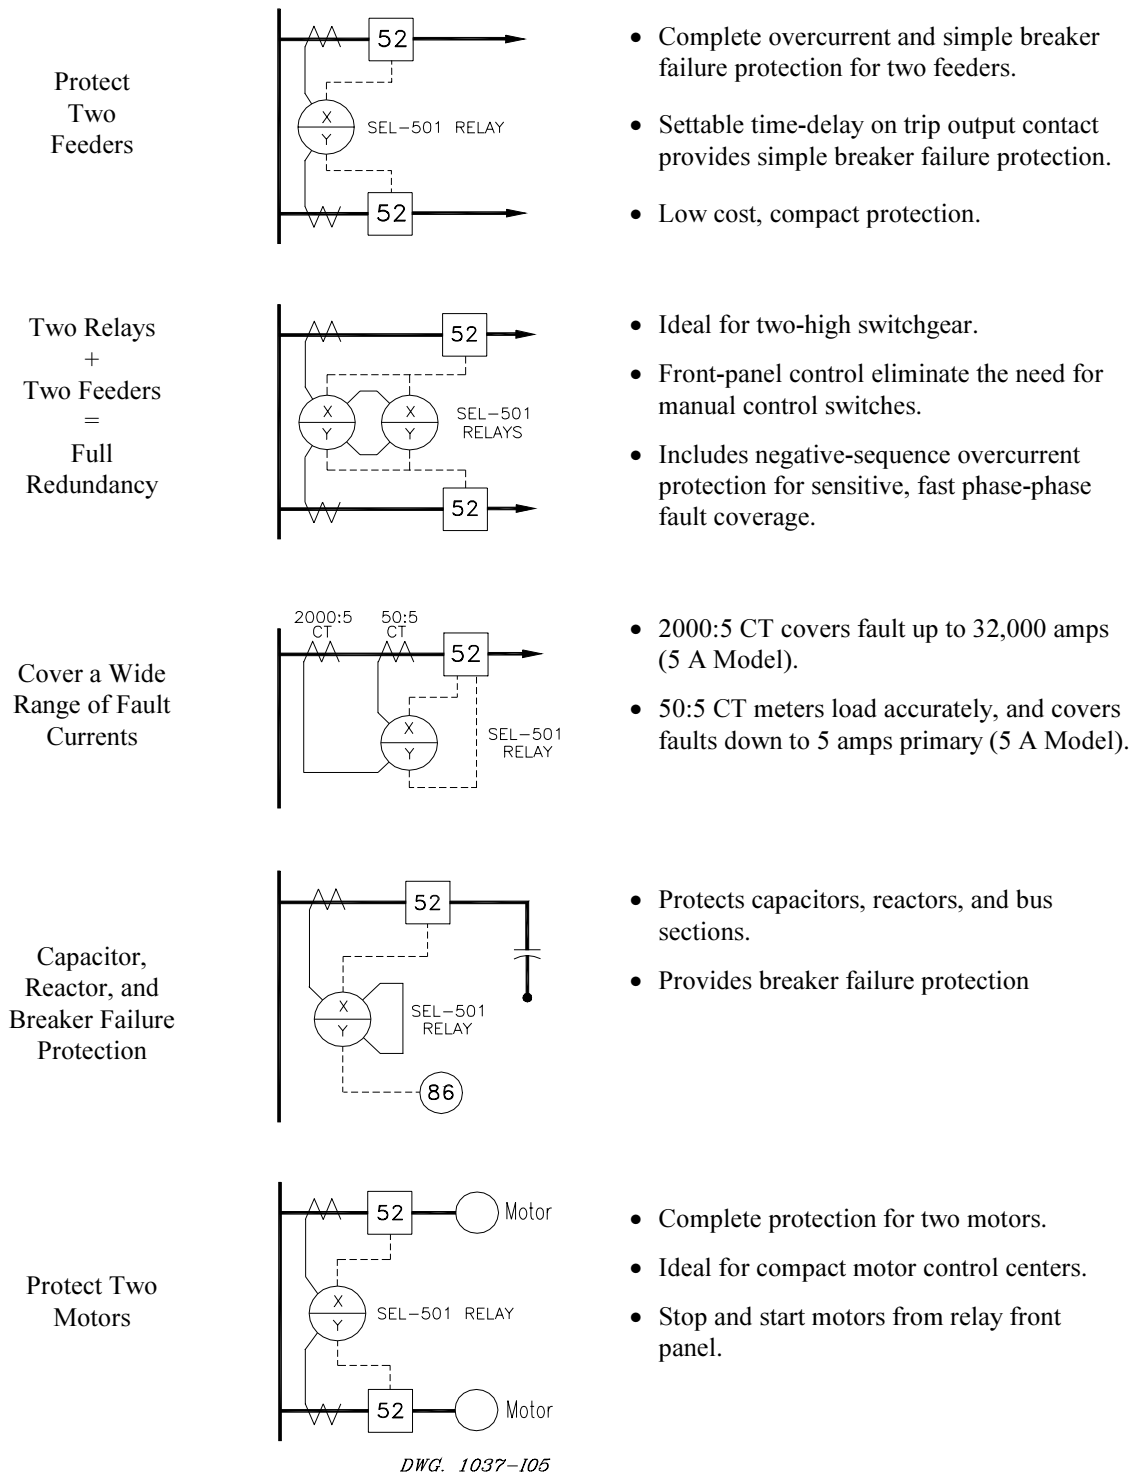 Protect
Two
Feeders
52
X
Y
SEL-501 RELAY
52
• Complete overcurrent and simple breaker
failure protection for two feeders.
• Settable time-delay on trip output contact
provides simple breaker failure protection.
• Low cost, compact protection.
Two Relays
+
Two Feeders
=
Full
Redundancy
52
X
Y
X
Y
SEL-501
RELAYS
52
• Ideal for two-high switchgear.
• Front-panel control eliminate the need for
manual control switches.
• Includes negative-sequence overcurrent
protection for sensitive, fast phase-phase
fault coverage.
Cover a Wide
Range of Fault
Currents
2000:5
CT
50:5
CT
52
X
Y
SEL-501
RELAY
• 2000:5 CT covers fault up to 32,000 amps
(5 A Model).
• 50:5 CT meters load accurately, and covers
faults down to 5 amps primary (5 A Model).
Capacitor,
Reactor, and
Breaker Failure
Protection
52
X
Y
SEL-501
RELAY
86
• Protects capacitors, reactors, and bus
sections.
• Provides breaker failure protection
Protect Two
Motors
52
Motor
X
Y
SEL-501 RELAY
52
Motor
• Complete protection for two motors.
• Ideal for compact motor control centers.
• Stop and start motors from relay front
panel.
DWG. 1037-I05